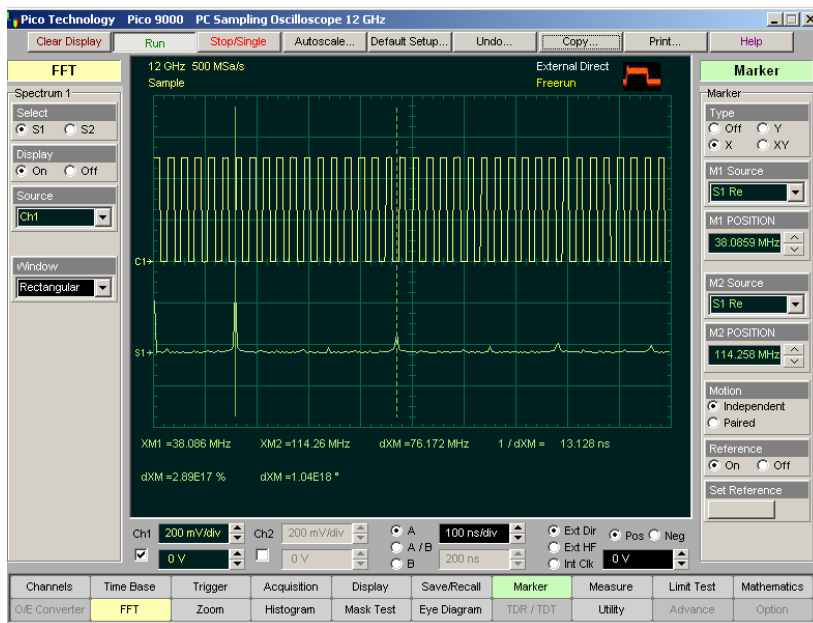 Pico Technology Pico 9000 PC Sampling Oscilloscope 12 GHz
Clear Display Run Stop/Single Autoscale... Default Setup... Undo... Copy... Print... Help
FFT
Spectrum 1
Select
S1 S2
Display
On Off
Source
Ch1
Window
Rectangular
12 GHz 500 MSa/s
Sample
External Direct
Freerun
C1
S1
XM1 =38.086 MHz XM2 =114.26 MHz dXM =76.172 MHz 1 / dXM = 13.128 ns
dXM =2.89E17 % dXM =1.04E18 °
Marker
Marker
Type
Off Y
X XY
M1 Source
S1 Re
M1 POSITION
38.0859 MHz
M2 Source
S1 Re
M2 POSITION
114.258 MHz
Motion
Independent
Paired
Reference
On Off
Set Reference
Ch1 200 mV/div Ch2 200 mV/div A 100 ns/div Ext Dir Pos Neg
A / B Ext HF
0 V 0 V B 200 ns Int Clk 0 V
Channels Time Base Trigger Acquisition Display Save/Recall Marker Measure Limit Test Mathematics
O/E Converter FFT Zoom Histogram Mask Test Eye Diagram TDR / TDT Utility Advance Option